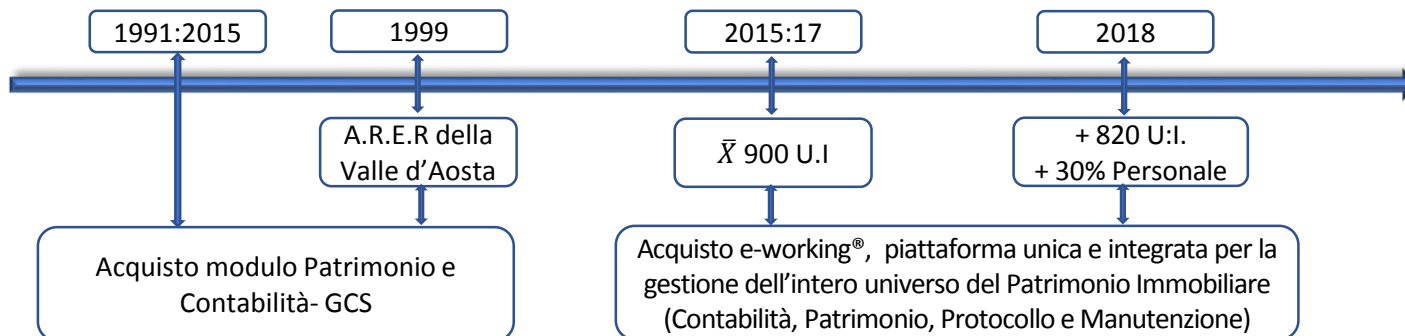 1991:2015
1999
2015:17
2018
A.R.E.R della
Valle d’Aosta
X̅ 900 U.I
+ 820 U:I.
+ 30% Personale
Acquisto modulo Patrimonio e
Contabilità- GCS
Acquisto e-working®, piattaforma unica e integrata per la
gestione dell’intero universo del Patrimonio Immobiliare
(Contabilità, Patrimonio, Protocollo e Manutenzione)